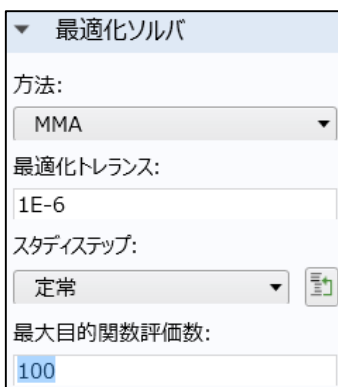 最適化ソルバ
方法:
MMA
最適化トレランス:
1E-6
スタディステップ:
定常
最大目的関数評価数:
100